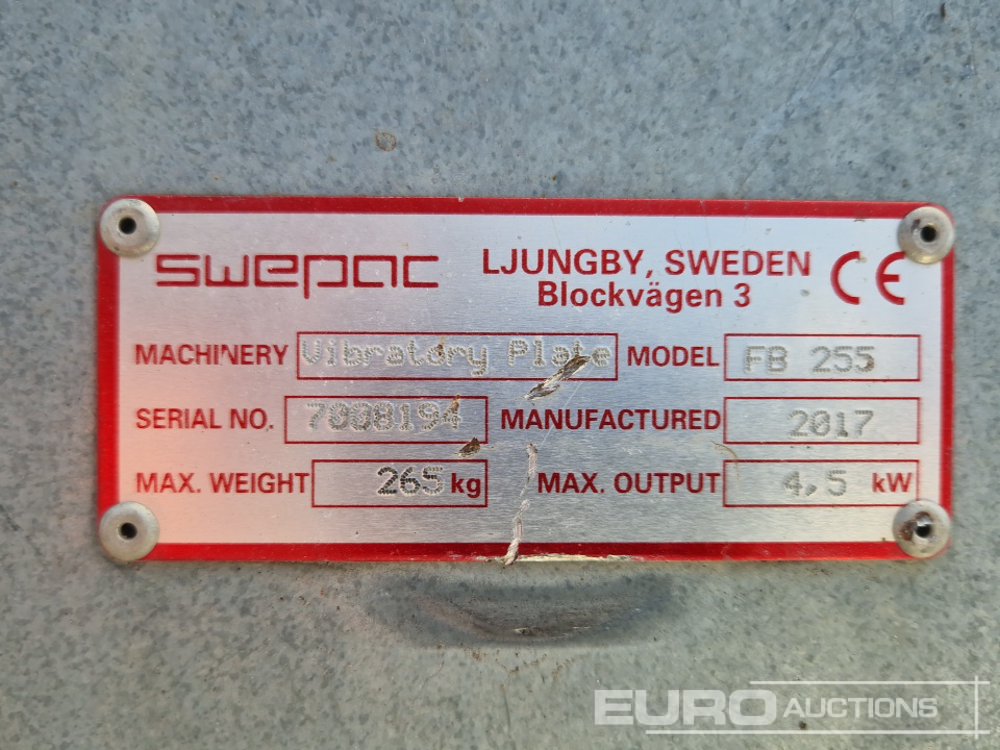 swepac
LJUNGBY, SWEDEN
Blockvägen 3
CE
MACHINERY Vibratory Plate MODEL FB 255
SERIAL NO. 7008194 MANUFACTURED 2017
MAX. WEIGHT 265 kg MAX. OUTPUT 4,5 kW
EURO AUCTIONS